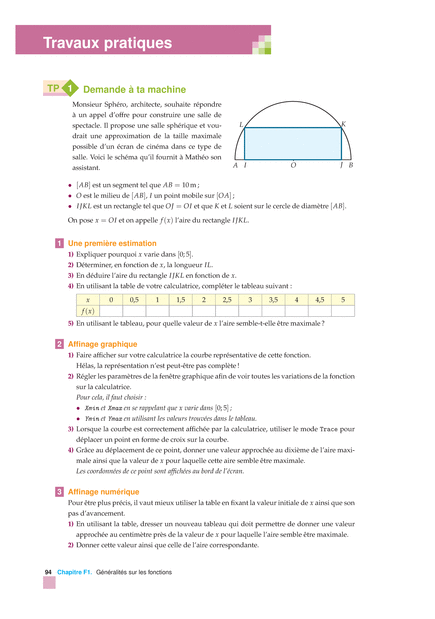 Travaux pratiques
TP 1 Demande à ta machine
Monsieur Sphéro, architecte, souhaite répondre
à un appel d'offre pour construire une salle de
spectacle. Il propose une salle sphérique et vou-
drait une approximation de la taille maximale
possible d'un écran de cinéma dans ce type de
salle. Voici le schéma qu'il fournit à Mathéo son
assistant.
L K
A I O J B
• [AB] est un segment tel que AB = 10 m ;
• O est le milieu de [AB], I un point mobile sur [OA] ;
• IJKL est un rectangle tel que OJ = OI et que K et L soient sur le cercle de diamètre [AB].
On pose x = OI et on appelle f(x) l'aire du rectangle IJKL.
1 Une première estimation
1) Expliquer pourquoi x varie dans [0; 5].
2) Déterminer, en fonction de x, la longueur IL.
3) En déduire l'aire du rectangle IJKL en fonction de x.
4) En utilisant la table de votre calculatrice, compléter le tableau suivant :
x 0 0,5 1 1,5 2 2,5 3 3,5 4 4,5 5
f(x)
5) En utilisant le tableau, pour quelle valeur de x l'aire semble-t-elle être maximale ?
2 Affinage graphique
1) Faire afficher sur votre calculatrice la courbe représentative de cette fonction.
Hélas, la représentation n'est peut-être pas complète !
2) Régler les paramètres de la fenêtre graphique afin de voir toutes les variations de la fonction
sur la calculatrice.
Pour cela, il faut choisir :
• Xmin et Xmax en se rappelant que x varie dans [0; 5] ;
• Ymin et Ymax en utilisant les valeurs trouvées dans le tableau.
3) Lorsque la courbe est correctement affichée par la calculatrice, utiliser le mode Trace pour
déplacer un point en forme de croix sur la courbe.
4) Grâce au déplacement de ce point, donner une valeur approchée au dixième de l'aire maxi-
male ainsi que la valeur de x pour laquelle cette aire semble être maximale.
Les coordonnées de ce point sont affichées au bord de l'écran.
3 Affinage numérique
Pour être plus précis, il vaut mieux utiliser la table en fixant la valeur initiale de x ainsi que son
pas d'avancement.
1) En utilisant la table, dresser un nouveau tableau qui doit permettre de donner une valeur
approchée au centimètre près de la valeur de x pour laquelle l'aire semble être maximale.
2) Donner cette valeur ainsi que celle de l'aire correspondante.
94 Chapitre F1. Généralités sur les fonctions